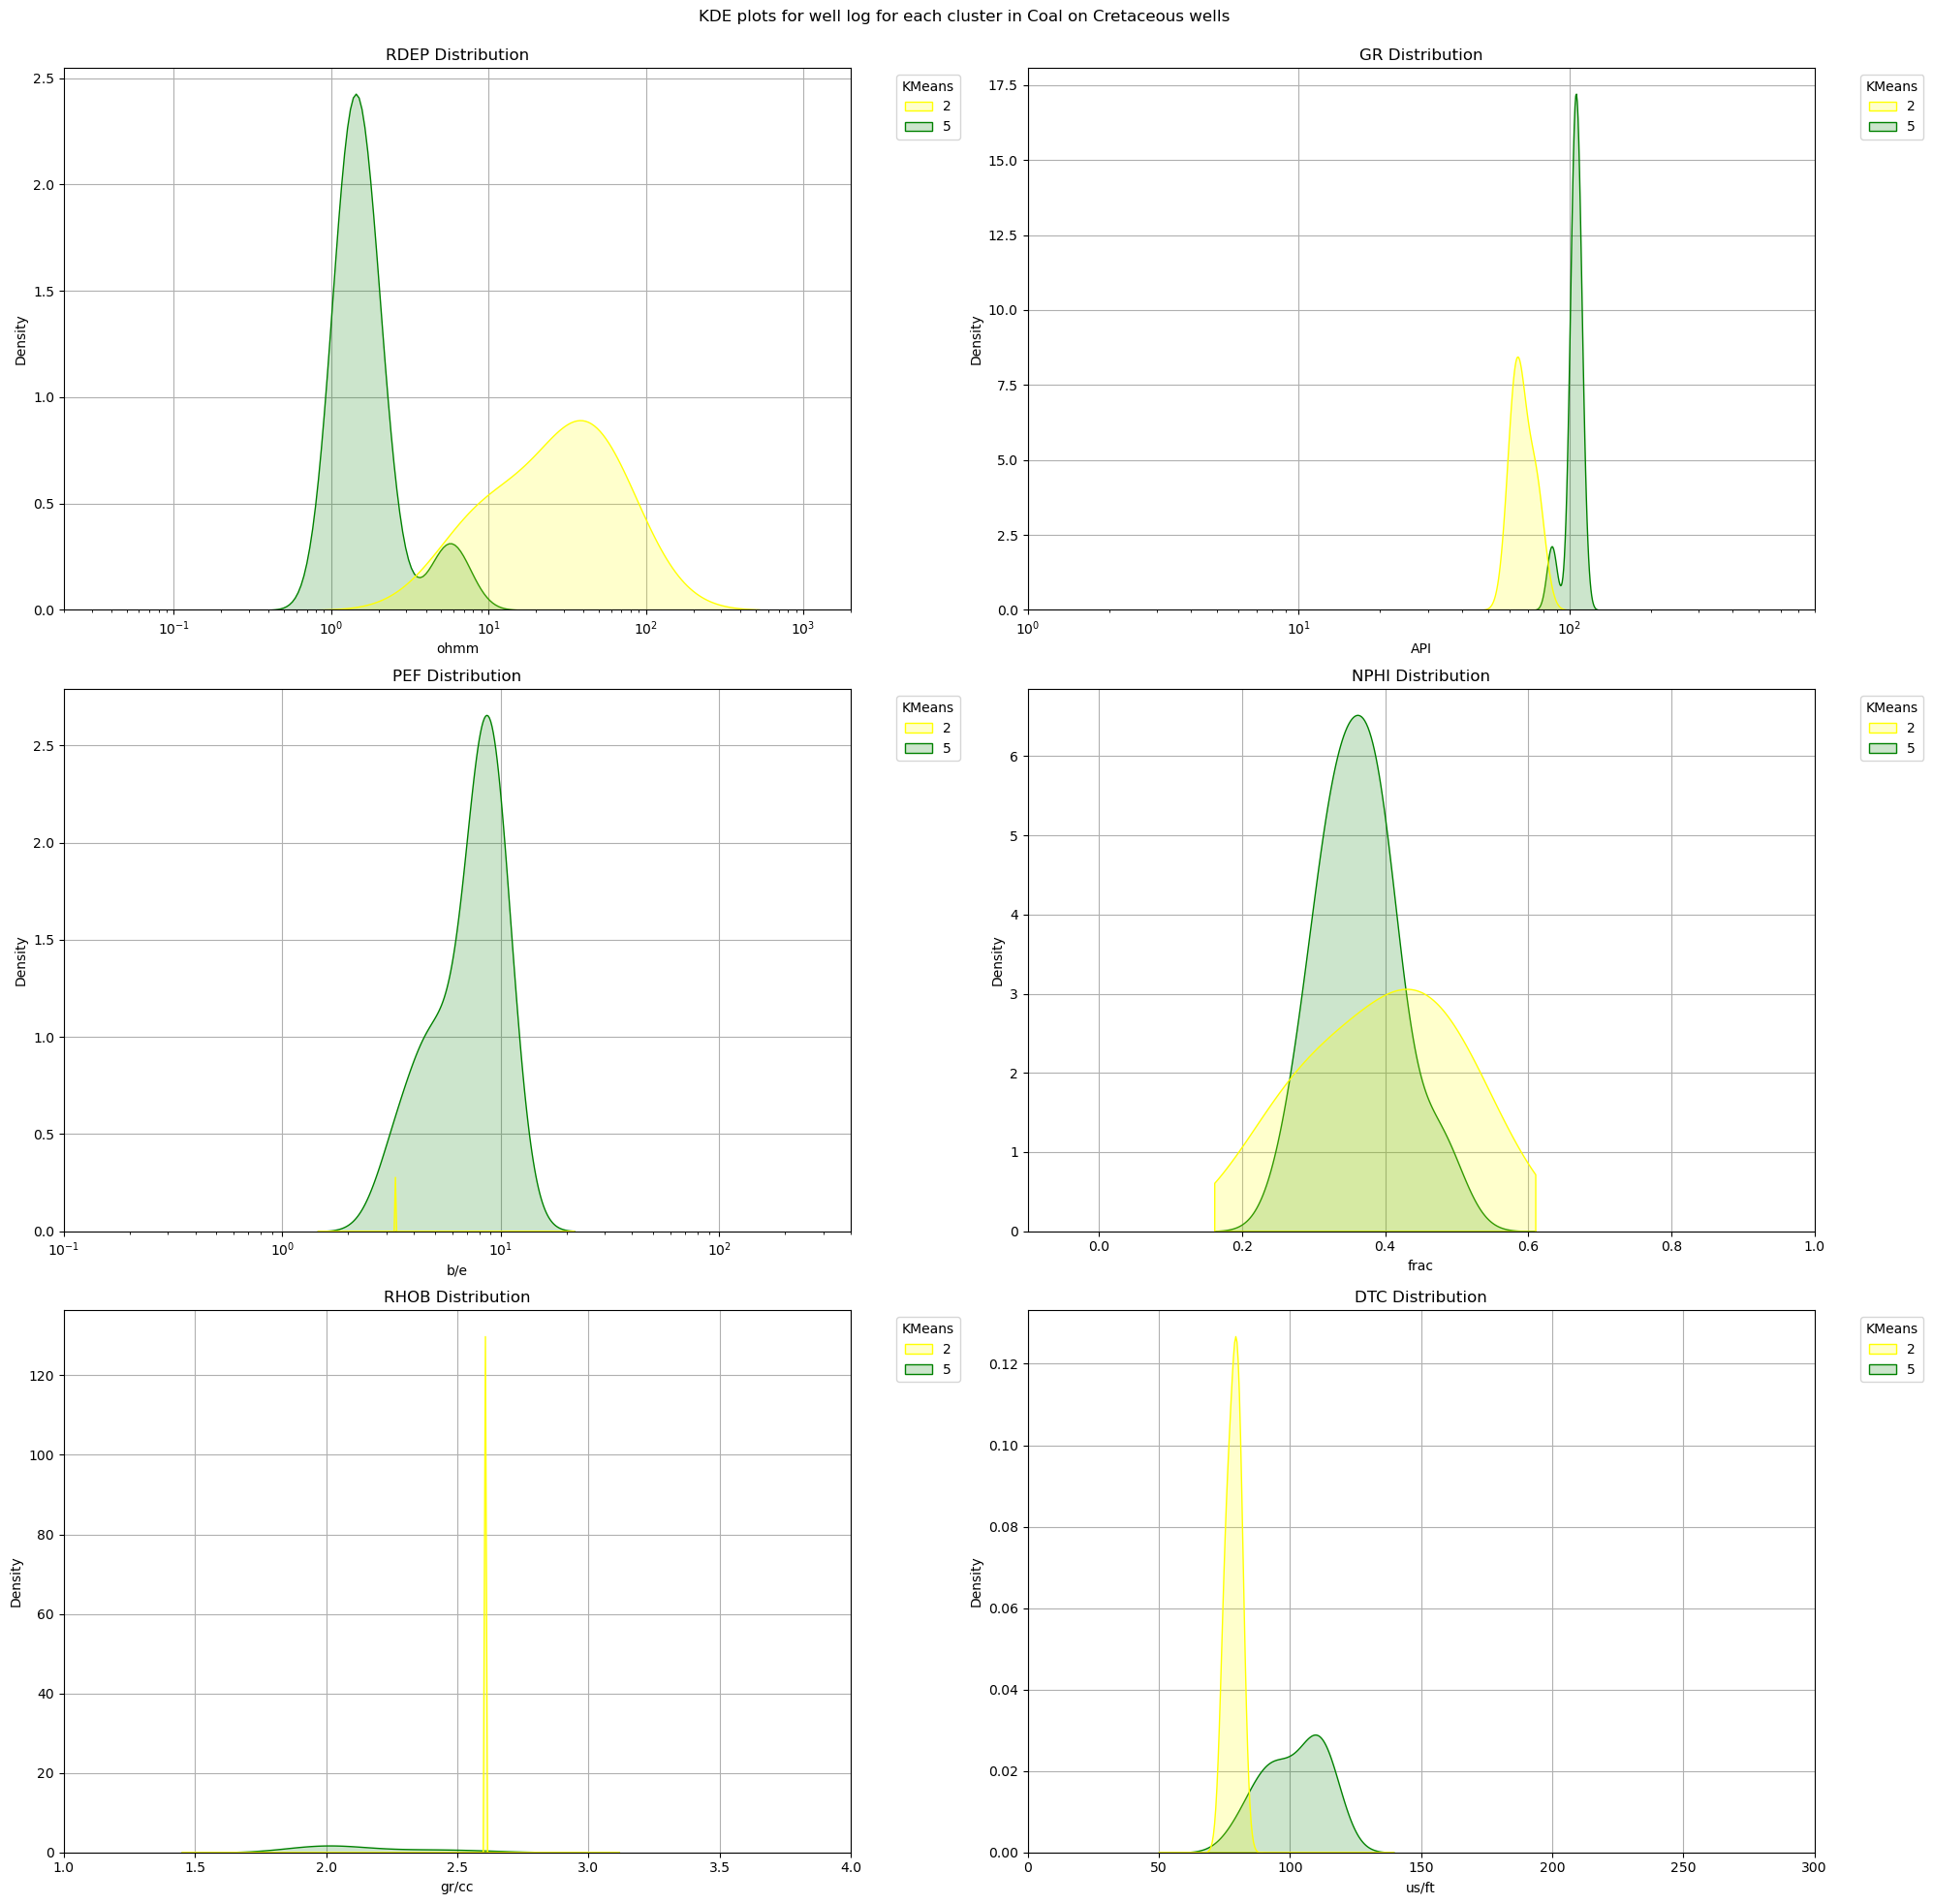 KDE plots for well log for each cluster in Coal on Cretaceous wells
RDEP Distribution
Density
2.5
2.0
1.5
1.0
0.5
0.0
10⁻¹ 10⁰ 10¹ 10² 10³
ohmm
KMeans
2
5
GR Distribution
Density
17.5
15.0
12.5
10.0
7.5
5.0
2.5
0.0
10⁰ 10¹ 10²
API
KMeans
2
5
PEF Distribution
Density
2.5
2.0
1.5
1.0
0.5
0.0
10⁻¹ 10⁰ 10¹ 10²
b/e
KMeans
2
5
NPHI Distribution
Density
6
5
4
3
2
1
0
0.0 0.2 0.4 0.6 0.8 1.0
frac
KMeans
2
5
RHOB Distribution
Density
120
100
80
60
40
20
0
1.0 1.5 2.0 2.5 3.0 3.5 4.0
gr/cc
KMeans
2
5
DTC Distribution
Density
0.12
0.10
0.08
0.06
0.04
0.02
0.00
0 50 100 150 200 250 300
us/ft
KMeans
2
5